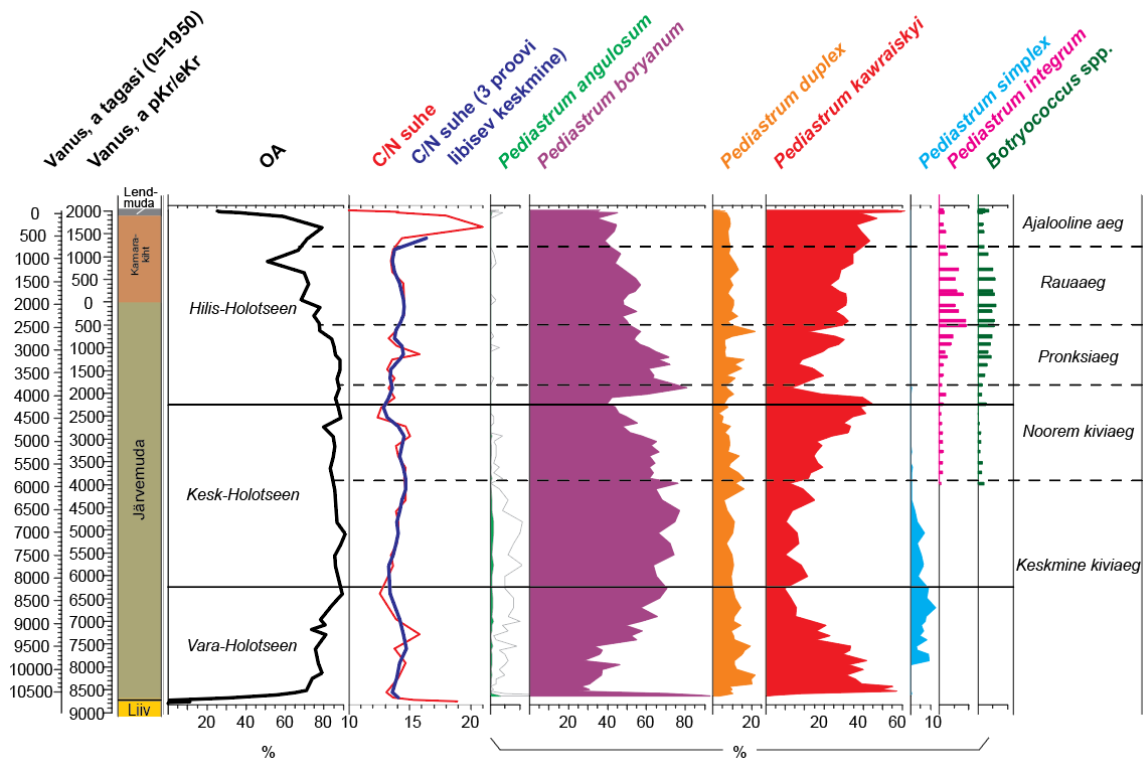 Vanus, a tagasi (0=1950)
Vanus, a pKr/eKr
OA
C/N suhe
C/N suhe (3 proovi
libisev keskmine)
Pediastrum angulosum
Pediastrum boryanum
Pediastrum duplex
Pediastrum kawraiskyi
Pediastrum simplex
Pediastrum integrum
Botryococcus spp.
Lend-
muda
Kamara-
kiht
Järvemuda
Liiv
0
500
1000
1500
2000
2500
3000
3500
4000
4500
5000
5500
6000
6500
7000
7500
8000
8500
9000
9500
10000
10500
2000
1500
1000
500
0
500
1000
1500
2000
2500
3000
3500
4000
4500
5000
5500
6000
6500
7000
7500
8000
8500
9000
Hilis-Holotseen
Kesk-Holotseen
Vara-Holotseen
Ajalooline aeg
Rauaaeg
Pronksiaeg
Noorem kiviaeg
Keskmine kiviaeg
20 40 60 80 10 15 20 20 40 60 80 20 20 40 60 10
% %